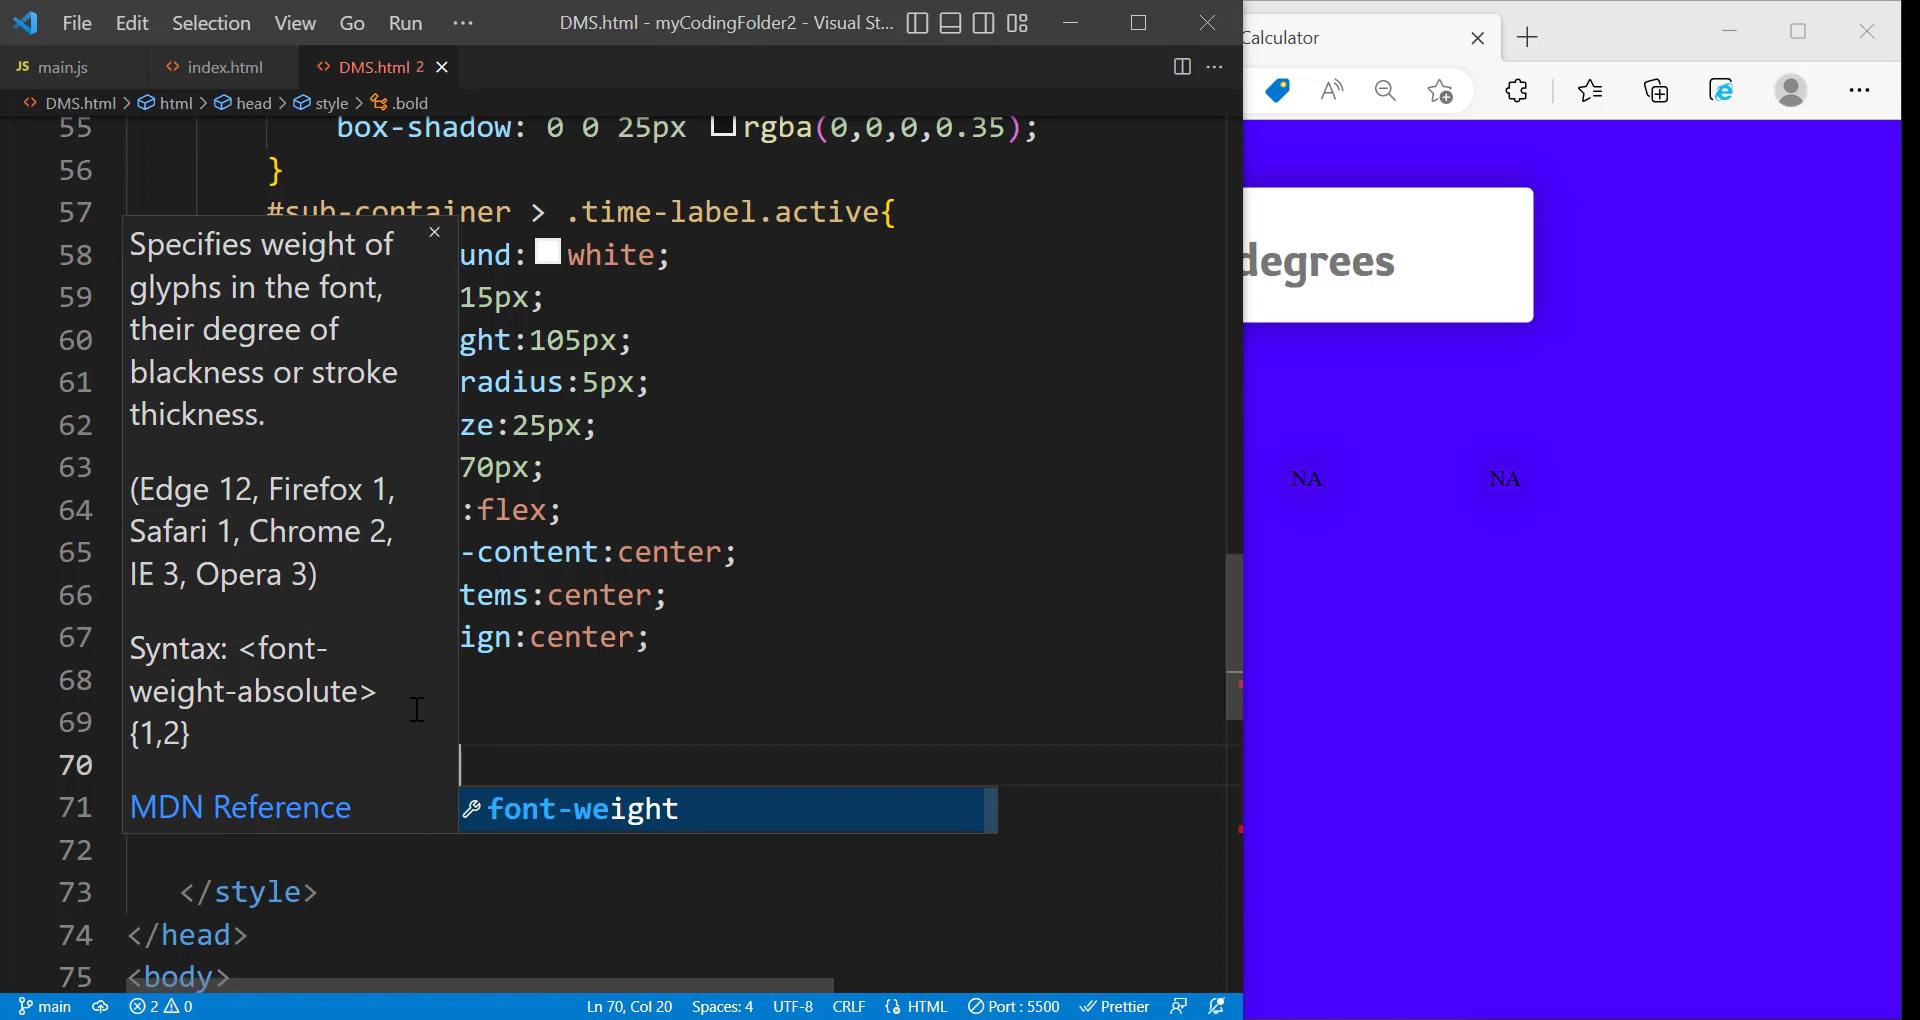 File Edit Selection View Go Run ··· DMS.html - myCodingFolder2 - Visual St...
JS main.js <> index.html <> DMS.html 2
<> DMS.html > html > head > style > .bold
55 box-shadow: 0 0 25px rgba(0,0,0,0.35);
56 }
57 #sub-container > .time-label.active{
58 und: white;
59 15px;
60 ght:105px;
61 radius:5px;
62 ze:25px;
63 70px;
64 :flex;
65 -content:center;
66 tems:center;
67 ign:center;
68
69
70
71
72
73 </style>
74 </head>
75 <body>
Specifies weight of
glyphs in the font,
their degree of
blackness or stroke
thickness.
(Edge 12, Firefox 1,
Safari 1, Chrome 2,
IE 3, Opera 3)
Syntax: <font-
weight-absolute>
{1,2}
MDN Reference
font-weight
main 2 0 Ln 70, Col 20 Spaces: 4 UTF-8 CRLF HTML Port : 5500 Prettier
Calculator
degrees
NA NA